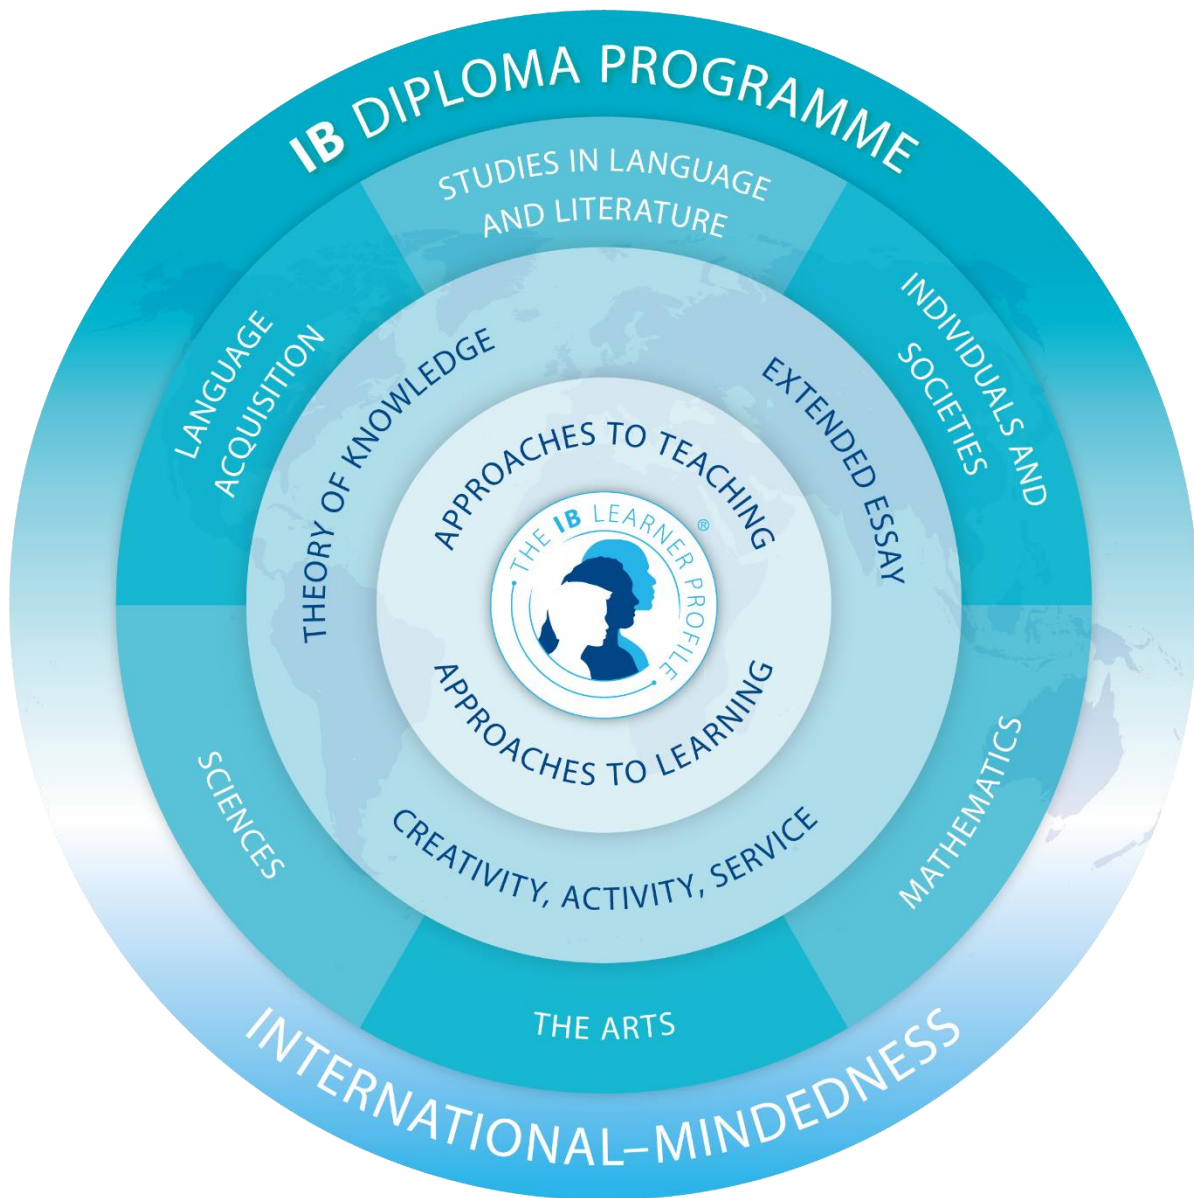 IB DIPLOMA PROGRAMME
STUDIES IN LANGUAGE
AND LITERATURE
INDIVIDUALS AND
SOCIETIES
MATHEMATICS
THE ARTS
SCIENCES
LANGUAGE
ACQUISITION
THEORY OF KNOWLEDGE
EXTENDED ESSAY
CREATIVITY, ACTIVITY, SERVICE
APPROACHES TO TEACHING
APPROACHES TO LEARNING
THE IB LEARNER PROFILE ®
INTERNATIONAL–MINDEDNESS